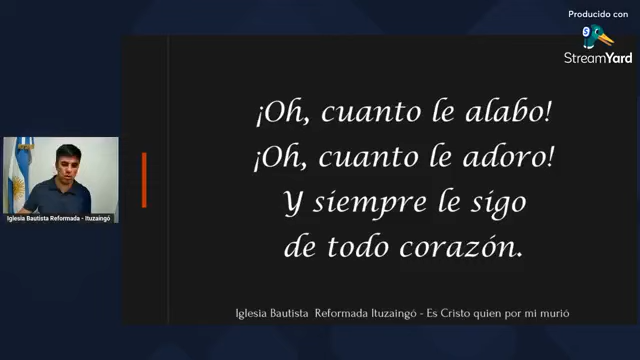 Producido con
StreamYard
¡Oh, cuanto le alabo!
¡Oh, cuanto le adoro!
Y siempre le sigo
de todo corazón.
Iglesia Bautista Reformada - Ituzaingó
Iglesia Bautista Reformada Ituzaingó - Es Cristo quien por mi murió